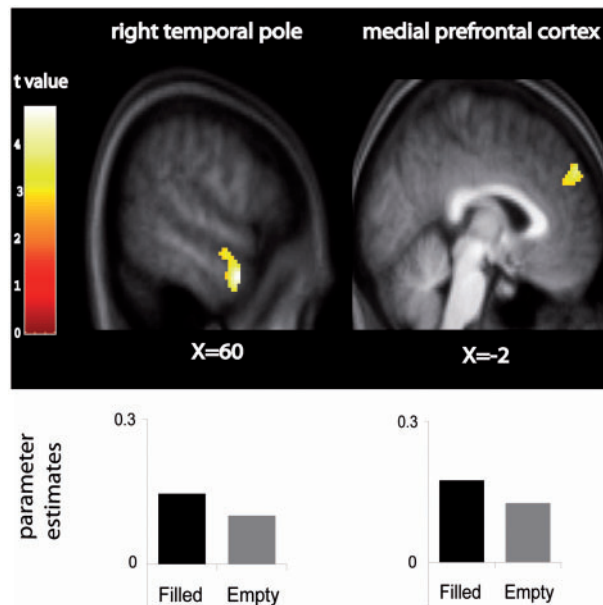 right temporal pole
medial prefrontal cortex
t value
4
3
2
1
0
X=60
X=-2
parameter
estimates
0.3
0
Filled Empty
0.3
0
Filled Empty